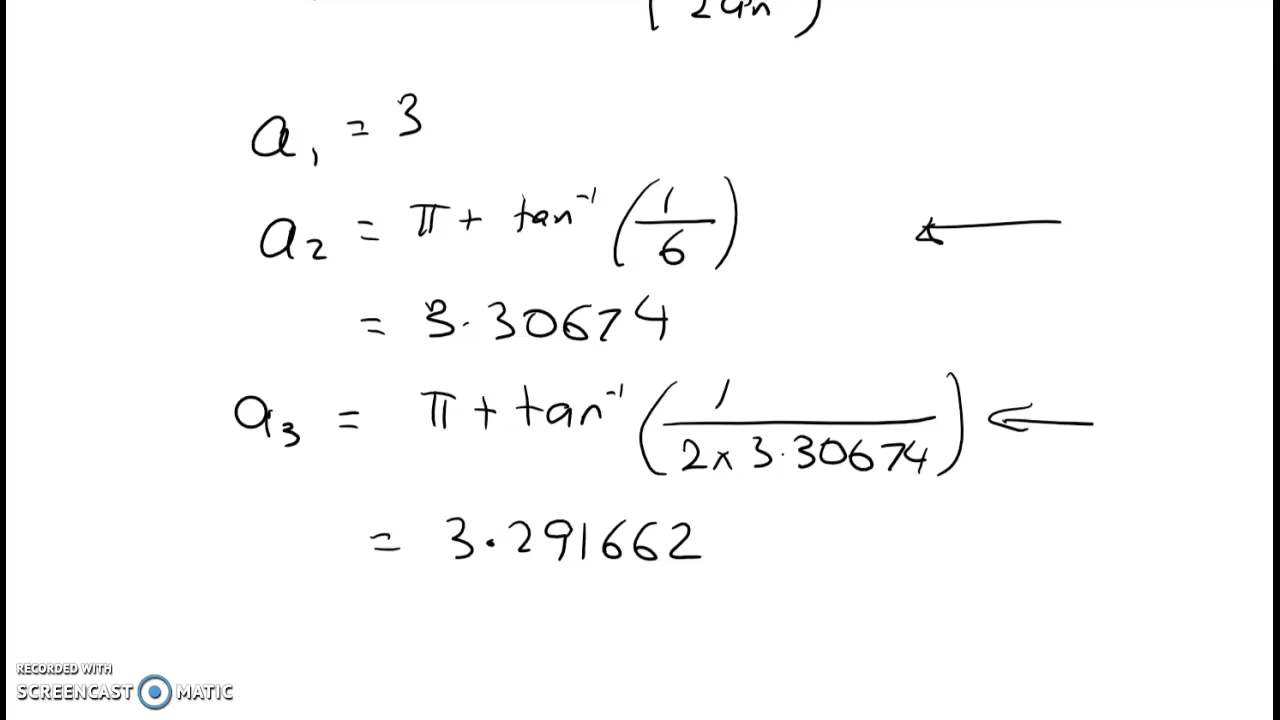 ( 2an )
a₁ = 3
a₂ = π + tan⁻¹ (1/6)
= 3.30674
a₃ = π + tan⁻¹ (1/(2 × 3.30674))
= 3.291662
RECORDED WITH
SCREENCAST MATIC